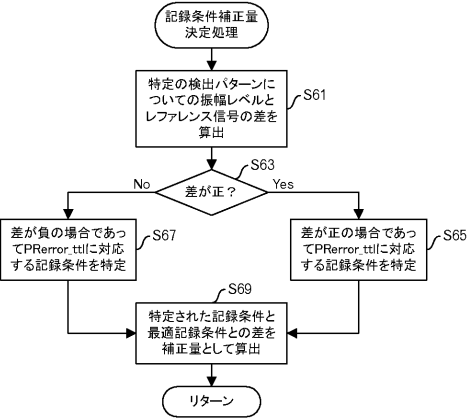 記録条件補正量
決定処理
特定の検出パターンに
ついての振幅レベルと
レファレンス信号の差を
算出
S61
差が正？
S63
No
Yes
差が負の場合であっ
てPRerror_ttlに対応
する記録条件を特定
S67
差が正の場合であっ
てPRerror_ttlに対応
する記録条件を特定
S65
特定された記録条件と
最適記録条件との差を
補正量として算出
S69
リターン